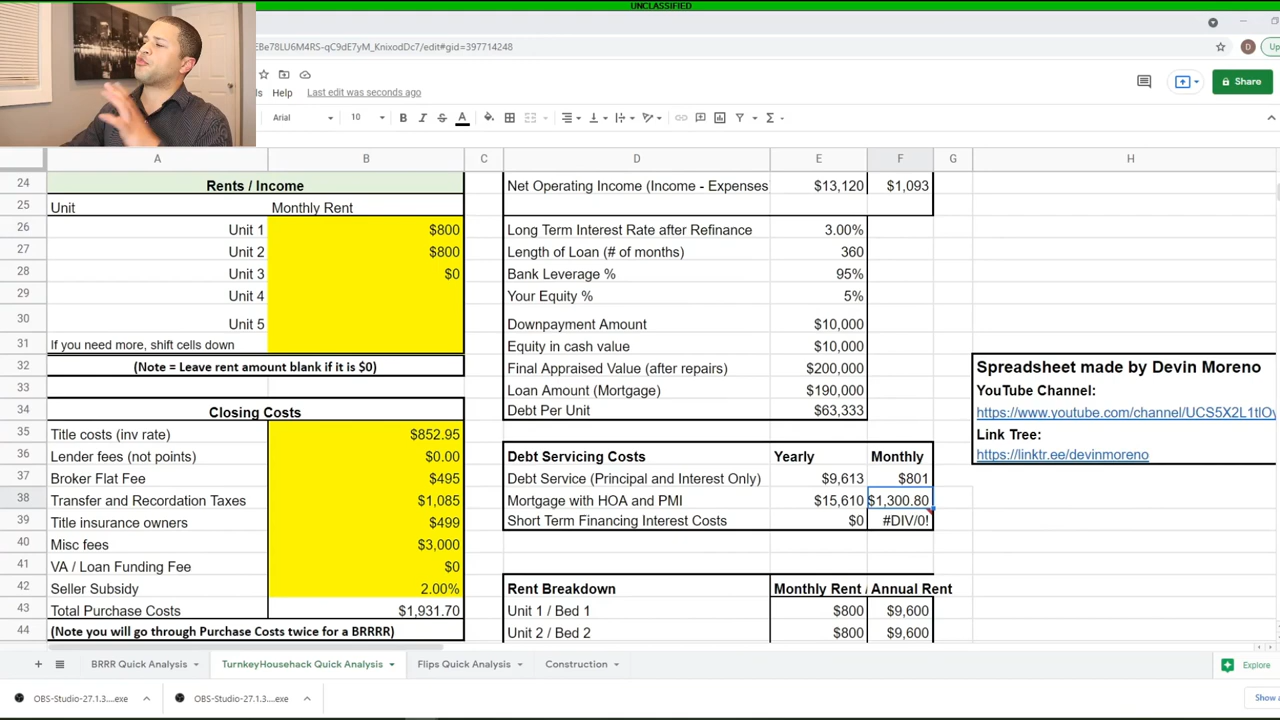 UNCLASSIFIED
EBe78LU6M4RS-qC9dE7yM_KnixodDc7/edit#gid=397714248
D
Help Last edit was seconds ago
Share
Arial 10 B I S A Σ
A B C D E F G H
24 Rents / Income Net Operating Income (Income - Expenses $13,120 $1,093
25 Unit Monthly Rent
26 Unit 1 $800 Long Term Interest Rate after Refinance 3.00%
27 Unit 2 $800 Length of Loan (# of months) 360
28 Unit 3 $0 Bank Leverage % 95%
29 Unit 4 Your Equity % 5%
30 Unit 5 Downpayment Amount $10,000
31 If you need more, shift cells down Equity in cash value $10,000
32 (Note = Leave rent amount blank if it is $0) Final Appraised Value (after repairs) $200,000 Spreadsheet made by Devin Moreno
33 Loan Amount (Mortgage) $190,000 YouTube Channel:
34 Closing Costs Debt Per Unit $63,333 https://www.youtube.com/channel/UCS5X2L1tlOy
35 Title costs (inv rate) $852.95 Link Tree:
36 Lender fees (not points) $0.00 Debt Servicing Costs Yearly Monthly https://linktr.ee/devinmoreno
37 Broker Flat Fee $495 Debt Service (Principal and Interest Only) $9,613 $801
38 Transfer and Recordation Taxes $1,085 Mortgage with HOA and PMI $15,610 $1,300.80
39 Title insurance owners $499 Short Term Financing Interest Costs $0 #DIV/0!
40 Misc fees $3,000
41 VA / Loan Funding Fee $0
42 Seller Subsidy 2.00% Rent Breakdown Monthly Rent / Annual Rent
43 Total Purchase Costs $1,931.70 Unit 1 / Bed 1 $800 $9,600
44 (Note you will go through Purchase Costs twice for a BRRRR) Unit 2 / Bed 2 $800 $9,600
+ BRRR Quick Analysis TurnkeyHousehack Quick Analysis Flips Quick Analysis Construction Explore
OBS-Studio-27.1.3....exe OBS-Studio-27.1.3....exe Show